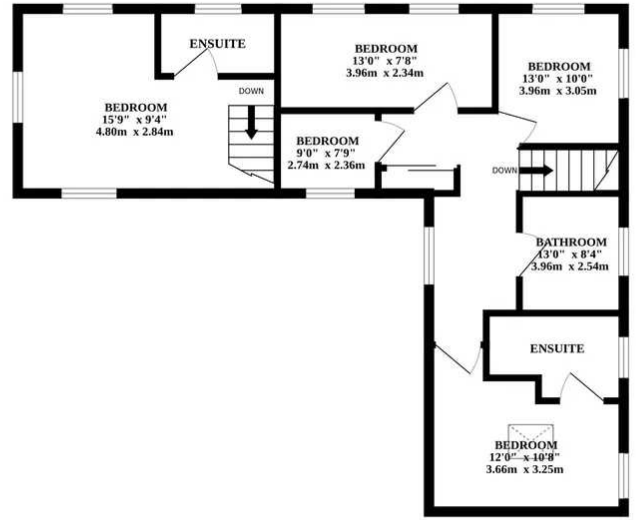 ENSUITE
BEDROOM
13'0" x 7'8"
3.96m x 2.34m
BEDROOM
13'0" x 10'0"
3.96m x 3.05m
DOWN
BEDROOM
15'9" x 9'4"
4.80m x 2.84m
BEDROOM
9'0" x 7'9"
2.74m x 2.36m
DOWN
BATHROOM
13'0" x 8'4"
3.96m x 2.54m
ENSUITE
BEDROOM
12'0" x 10'8"
3.66m x 3.25m